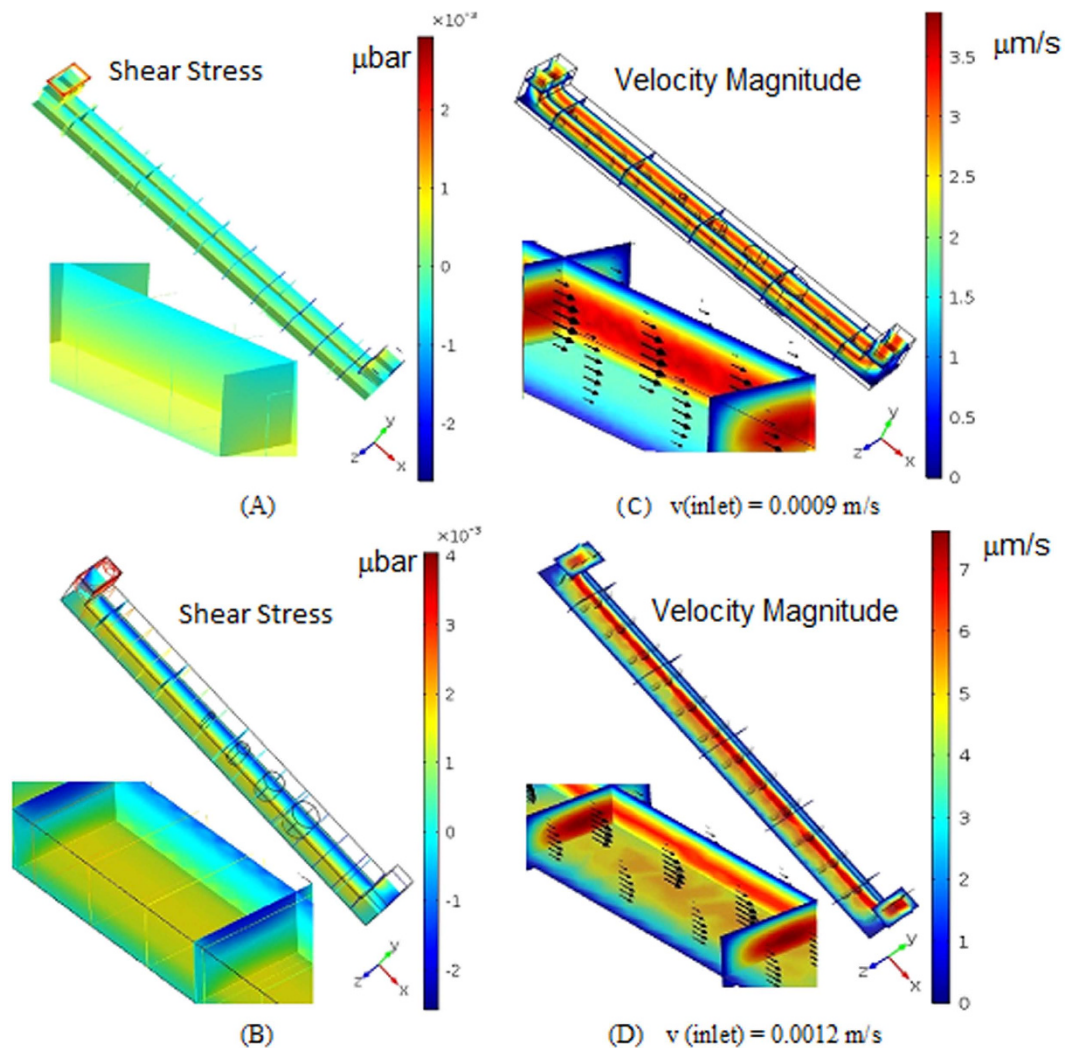 ×10⁻³
μbar
Shear Stress
2
1
0
-1
-2
y
z
x
(A)
μm/s
Velocity Magnitude
3.5
3
2.5
2
1.5
1
0.5
0
y
z
x
(C) v(inlet) = 0.0009 m/s
×10⁻³
μbar
Shear Stress
4
3
2
1
0
-1
-2
y
z
x
(B)
μm/s
Velocity Magnitude
7
6
5
4
3
2
1
0
y
z
x
(D) v (inlet) = 0.0012 m/s